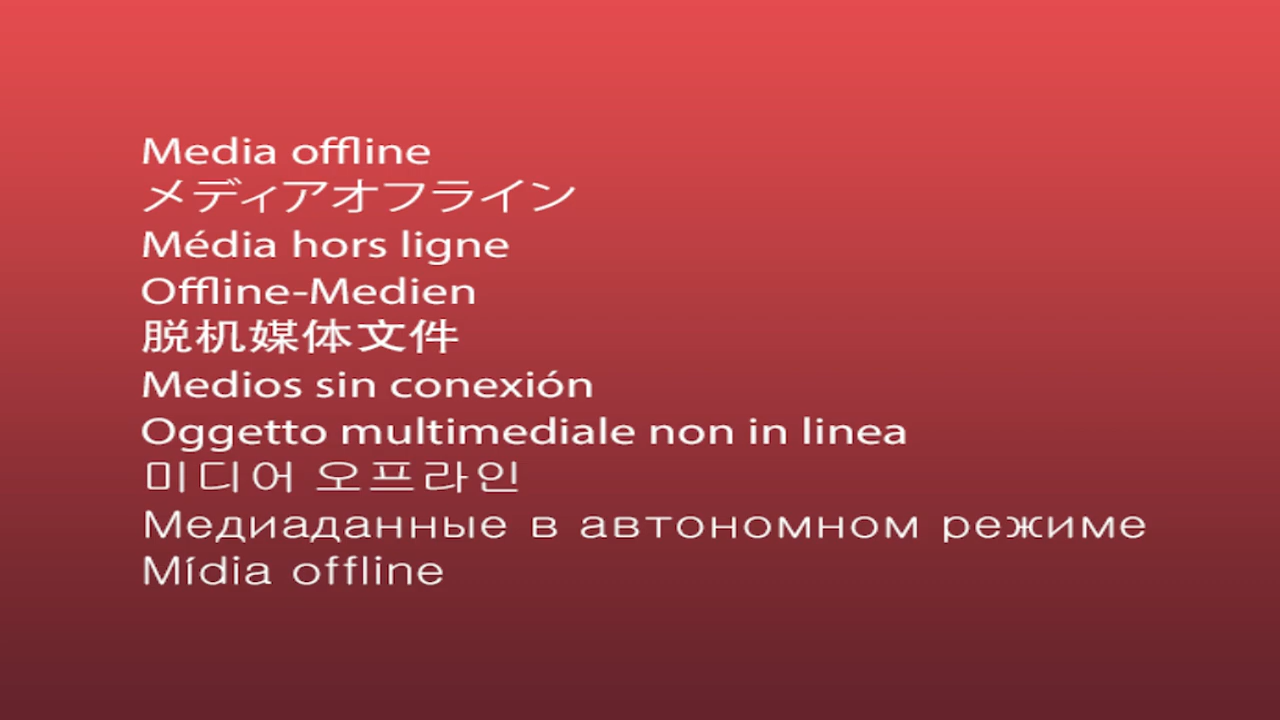 Media offline
メディアオフライン
Média hors ligne
Offline-Medien
脱机媒体文件
Medios sin conexión
Oggetto multimediale non in linea
미디어 오프라인
Медиаданные в автономном режиме
Mídia offline